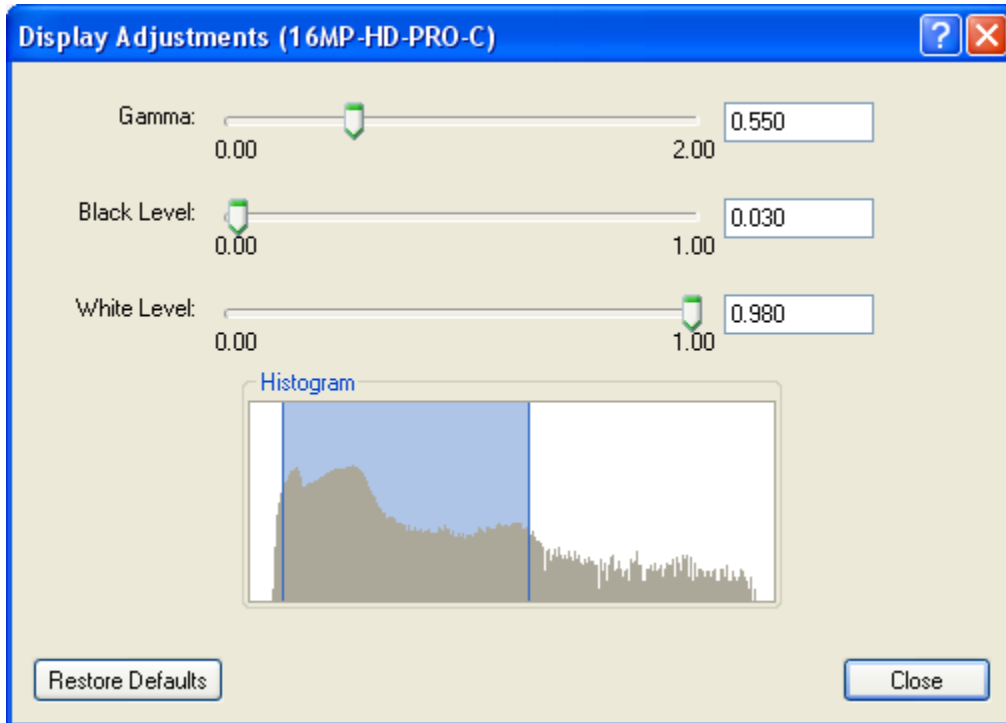 Display Adjustments (16MP-HD-PRO-C)
?
Gamma:
0.550
0.00 2.00
Black Level:
0.030
0.00 1.00
White Level:
0.980
0.00 1.00
Histogram
Restore Defaults
Close